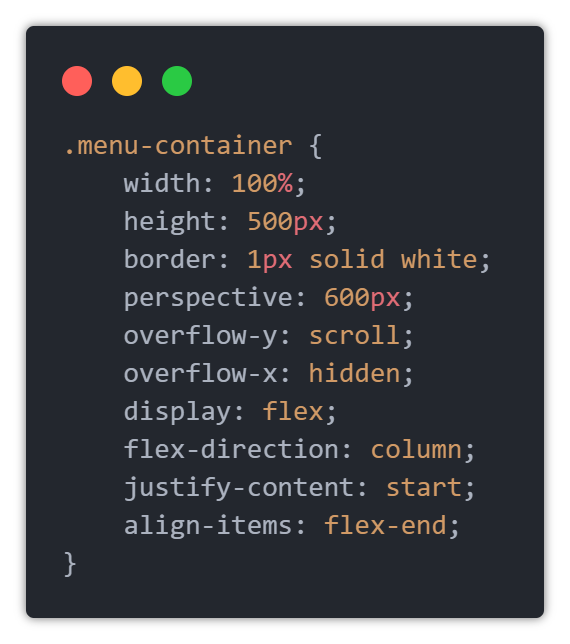 .menu-container {
    width: 100%;
    height: 500px;
    border: 1px solid white;
    perspective: 600px;
    overflow-y: scroll;
    overflow-x: hidden;
    display: flex;
    flex-direction: column;
    justify-content: start;
    align-items: flex-end;
}